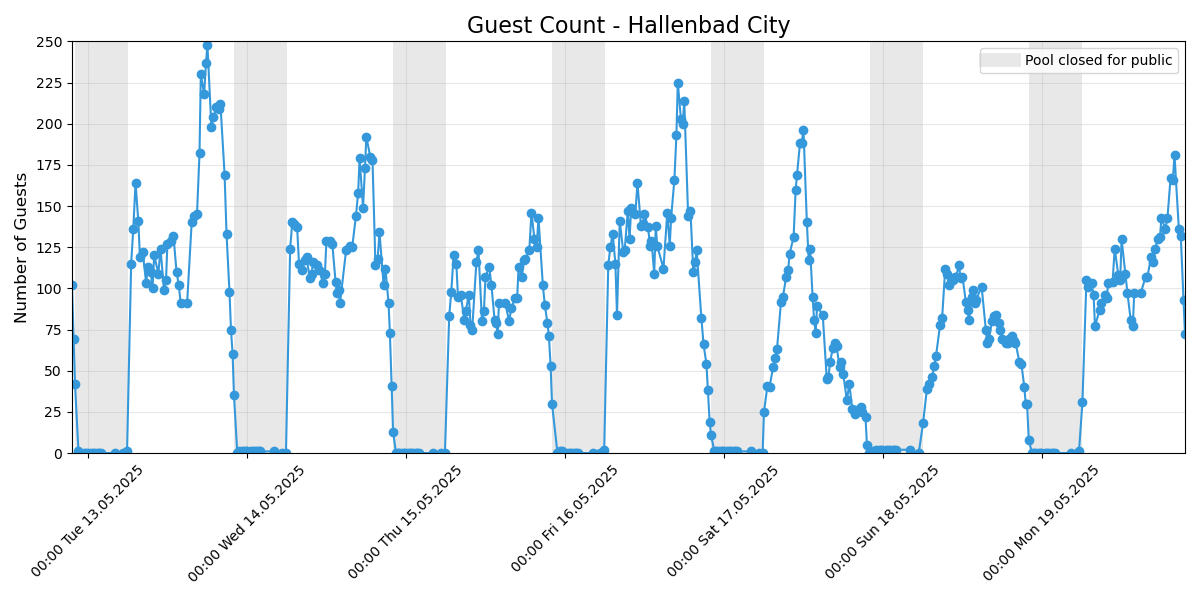 Guest Count - Hallenbad City
Pool closed for public
Number of Guests
250
225
200
175
150
125
100
75
50
25
0
00:00 Tue 13.05.2025
00:00 Wed 14.05.2025
00:00 Thu 15.05.2025
00:00 Fri 16.05.2025
00:00 Sat 17.05.2025
00:00 Sun 18.05.2025
00:00 Mon 19.05.2025